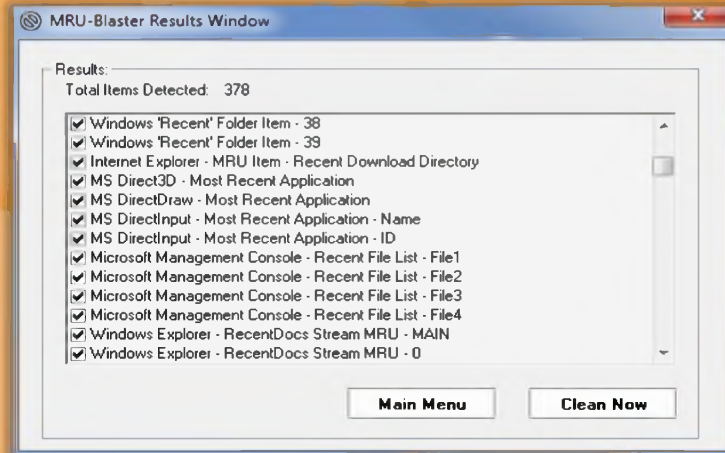 MRU-Blaster Results Window
Results:
Total Items Detected: 378
Windows 'Recent' Folder Item - 38
Windows 'Recent' Folder Item - 39
Internet Explorer - MRU Item - Recent Download Directory
MS Direct3D - Most Recent Application
MS DirectDraw - Most Recent Application
MS DirectInput - Most Recent Application - Name
MS DirectInput - Most Recent Application - ID
Microsoft Management Console - Recent File List - File1
Microsoft Management Console - Recent File List - File2
Microsoft Management Console - Recent File List - File3
Microsoft Management Console - Recent File List - File4
Windows Explorer - RecentDocs Stream MRU - MAIN
Windows Explorer - RecentDocs Stream MRU - 0
Main Menu
Clean Now